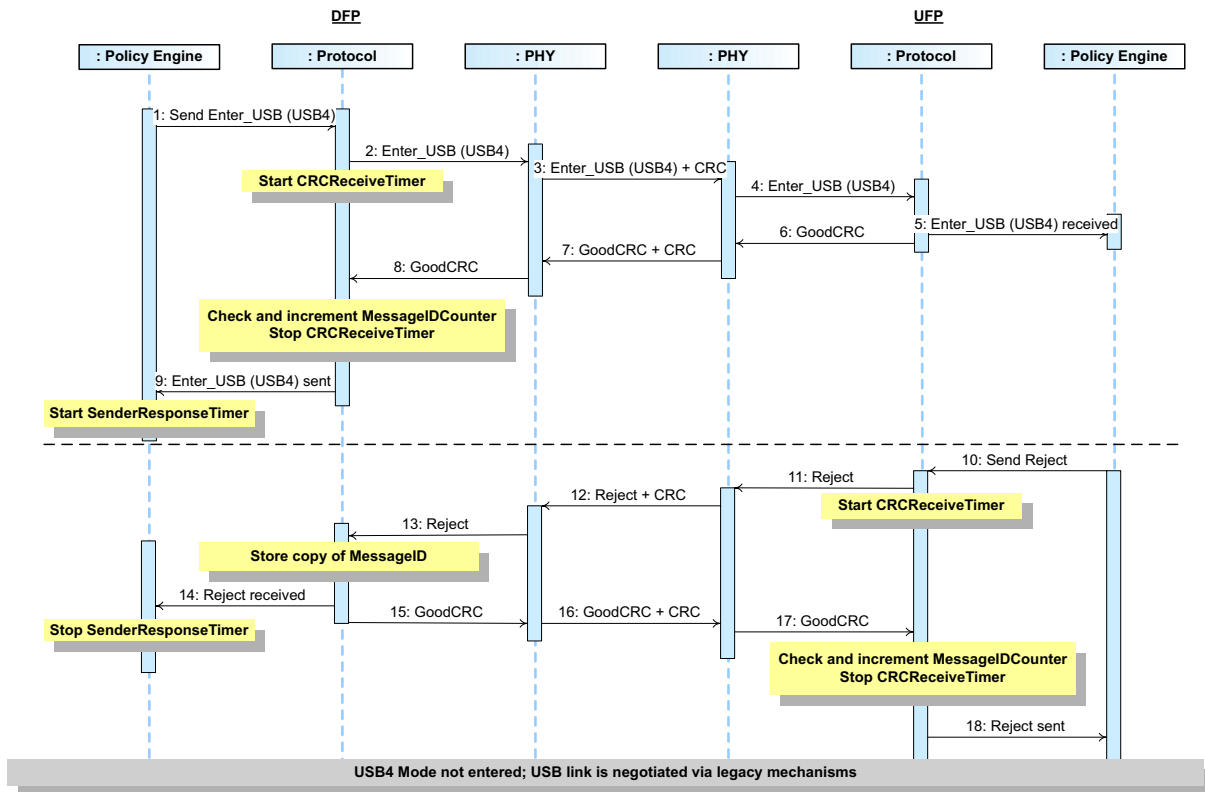 DFP
UFP
: Policy Engine
: Protocol
: PHY
: PHY
: Protocol
: Policy Engine
1: Send Enter_USB (USB4)
2: Enter_USB (USB4)
3: Enter_USB (USB4) + CRC
Start CRCReceiveTimer
4: Enter_USB (USB4)
5: Enter_USB (USB4) received
6: GoodCRC
7: GoodCRC + CRC
8: GoodCRC
Check and increment MessageIDCounter
Stop CRCReceiveTimer
9: Enter_USB (USB4) sent
Start SenderResponseTimer
10: Send Reject
11: Reject
Start CRCReceiveTimer
12: Reject + CRC
13: Reject
Store copy of MessageID
14: Reject received
15: GoodCRC
16: GoodCRC + CRC
17: GoodCRC
Stop SenderResponseTimer
Check and increment MessageIDCounter
Stop CRCReceiveTimer
18: Reject sent
USB4 Mode not entered; USB link is negotiated via legacy mechanisms